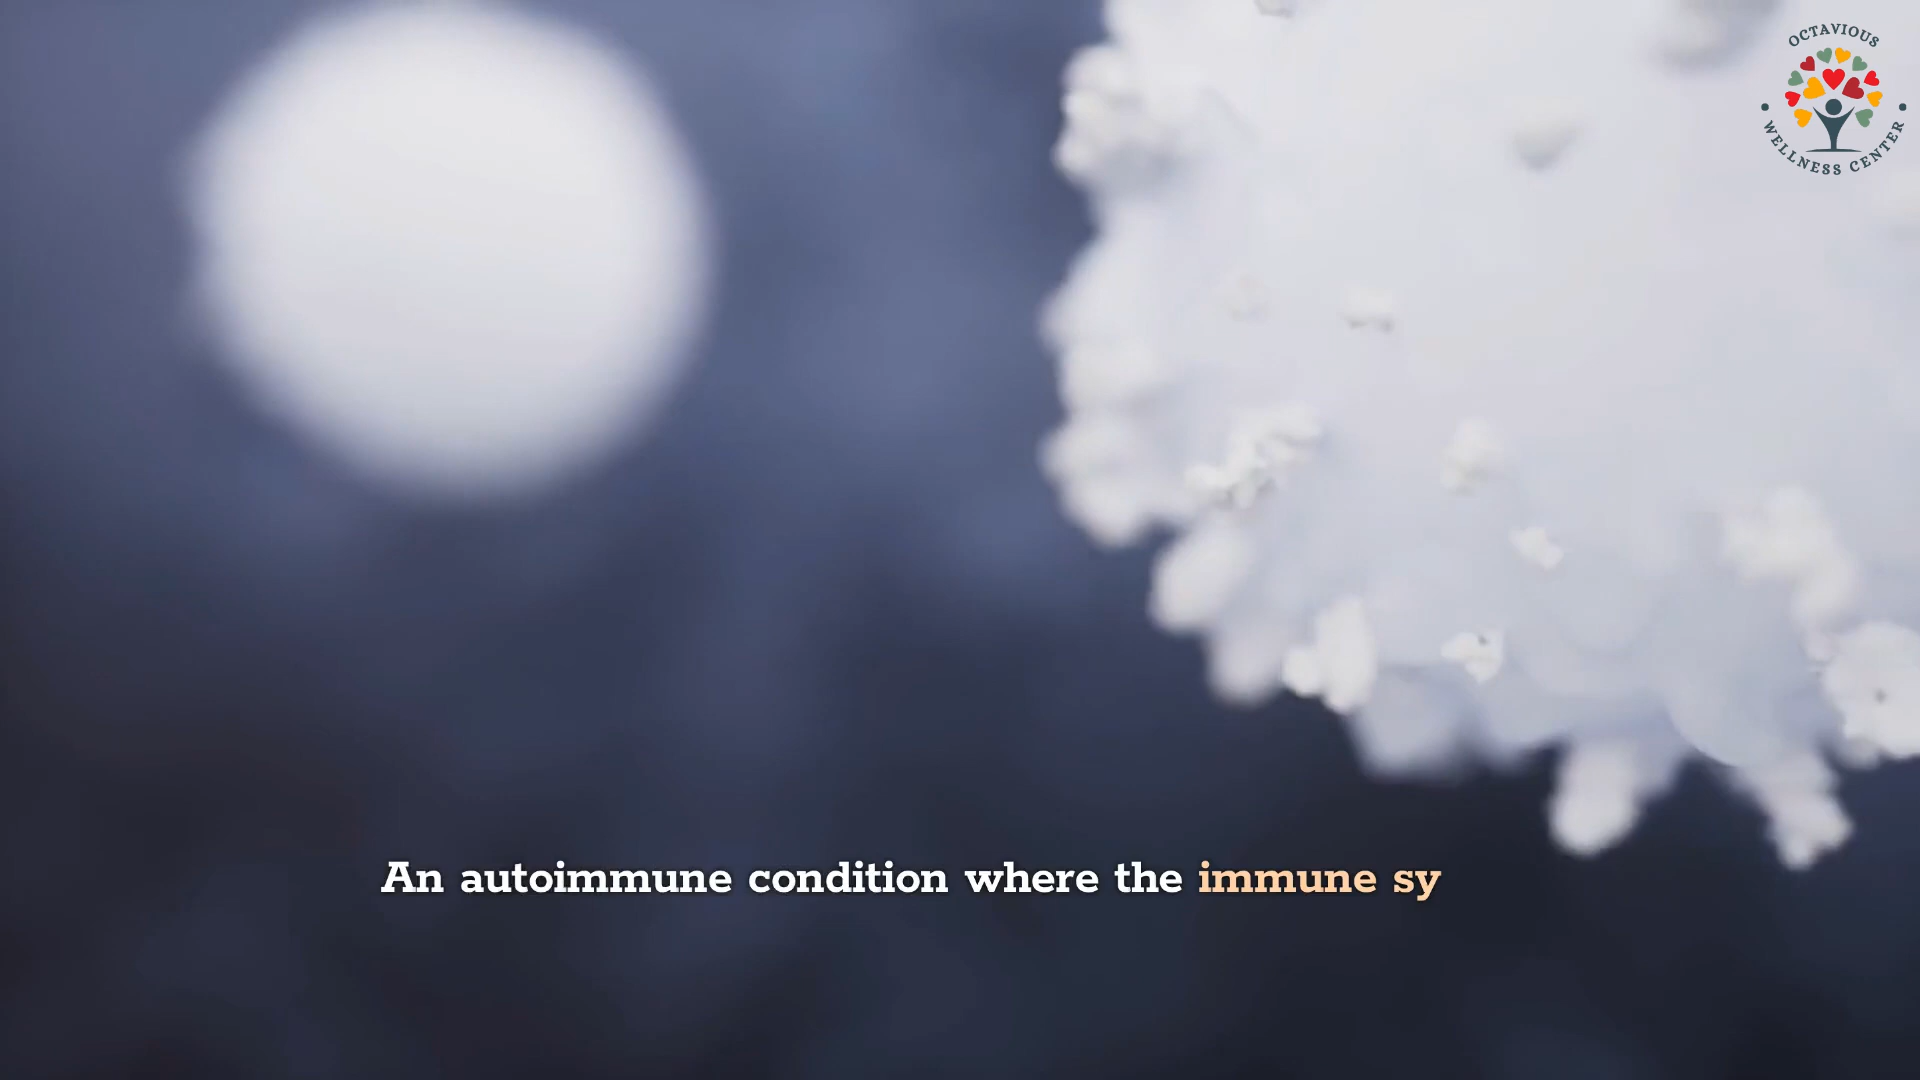 OCTAVIOUS
WELLNESS CENTER
An autoimmune condition where the immune sy